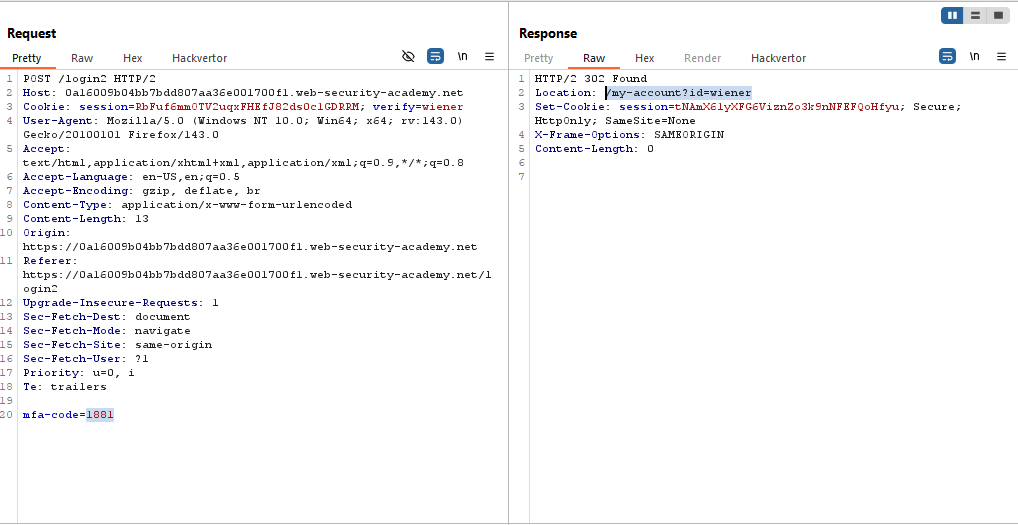 Request
Pretty Raw Hex Hackvertor \n
1 POST /login2 HTTP/2
2 Host: 0a16009b04bb7bdd807aa36e001700f1.web-security-academy.net
3 Cookie: session=RbFuf6mm0TV2uqxFHEfJ82ds0c1GDRRM; verify=wiener
4 User-Agent: Mozilla/5.0 (Windows NT 10.0; Win64; x64; rv:143.0)
Gecko/20100101 Firefox/143.0
5 Accept:
text/html,application/xhtml+xml,application/xml;q=0.9,*/*;q=0.8
6 Accept-Language: en-US,en;q=0.5
7 Accept-Encoding: gzip, deflate, br
8 Content-Type: application/x-www-form-urlencoded
9 Content-Length: 13
10 Origin:
https://0a16009b04bb7bdd807aa36e001700f1.web-security-academy.net
11 Referer:
https://0a16009b04bb7bdd807aa36e001700f1.web-security-academy.net/l
ogin2
12 Upgrade-Insecure-Requests: 1
13 Sec-Fetch-Dest: document
14 Sec-Fetch-Mode: navigate
15 Sec-Fetch-Site: same-origin
16 Sec-Fetch-User: ?1
17 Priority: u=0, i
18 Te: trailers
19
20 mfa-code=1881
Response
Pretty Raw Hex Render Hackvertor \n
1 HTTP/2 302 Found
2 Location: /my-account?id=wiener
3 Set-Cookie: session=tNAmX61yXFG6ViznZo3k9nNFEFQoHfyu; Secure;
HttpOnly; SameSite=None
4 X-Frame-Options: SAMEORIGIN
5 Content-Length: 0
6
7